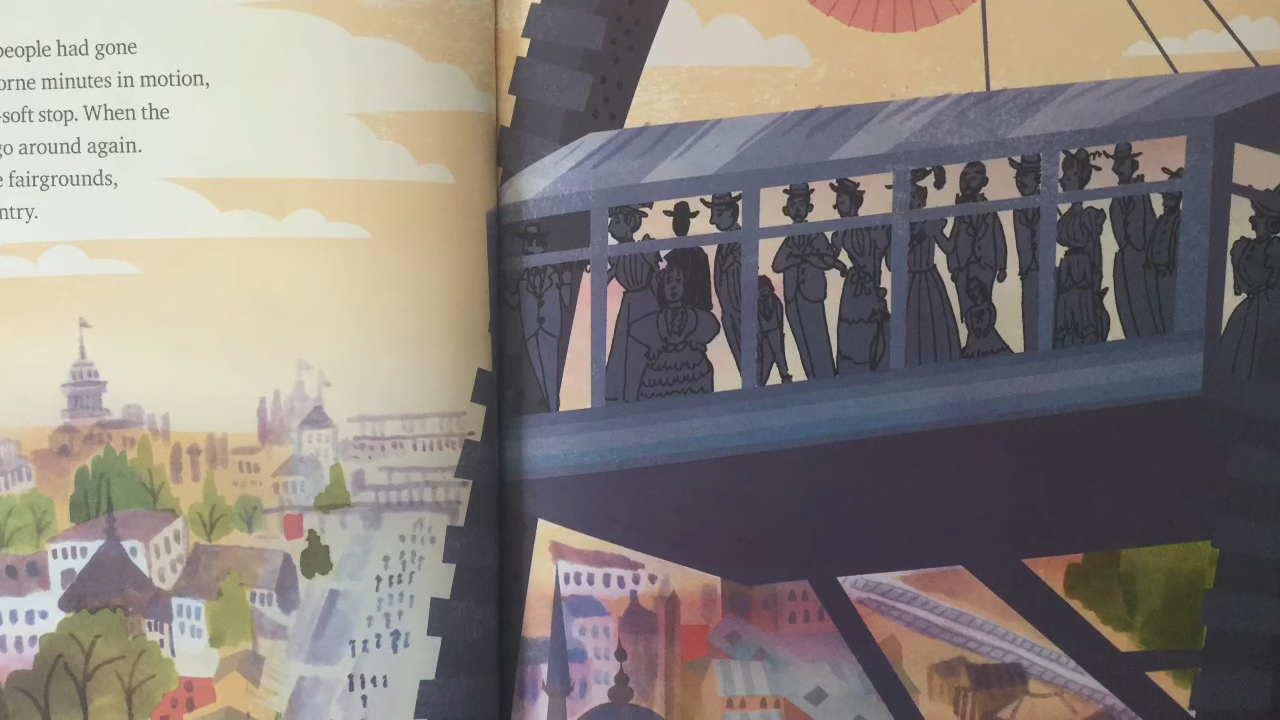 people had gone
orne minutes in motion,
-soft stop. When the
go around again.
e fairgrounds,
ntry.